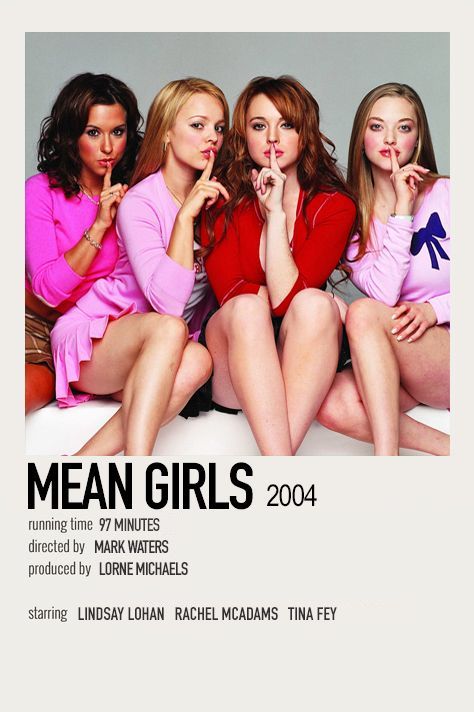 MEAN GIRLS 2004
running time 97 MINUTES
directed by MARK WATERS
produced by LORNE MICHAELS
starring LINDSAY LOHAN RACHEL MCADAMS TINA FEY